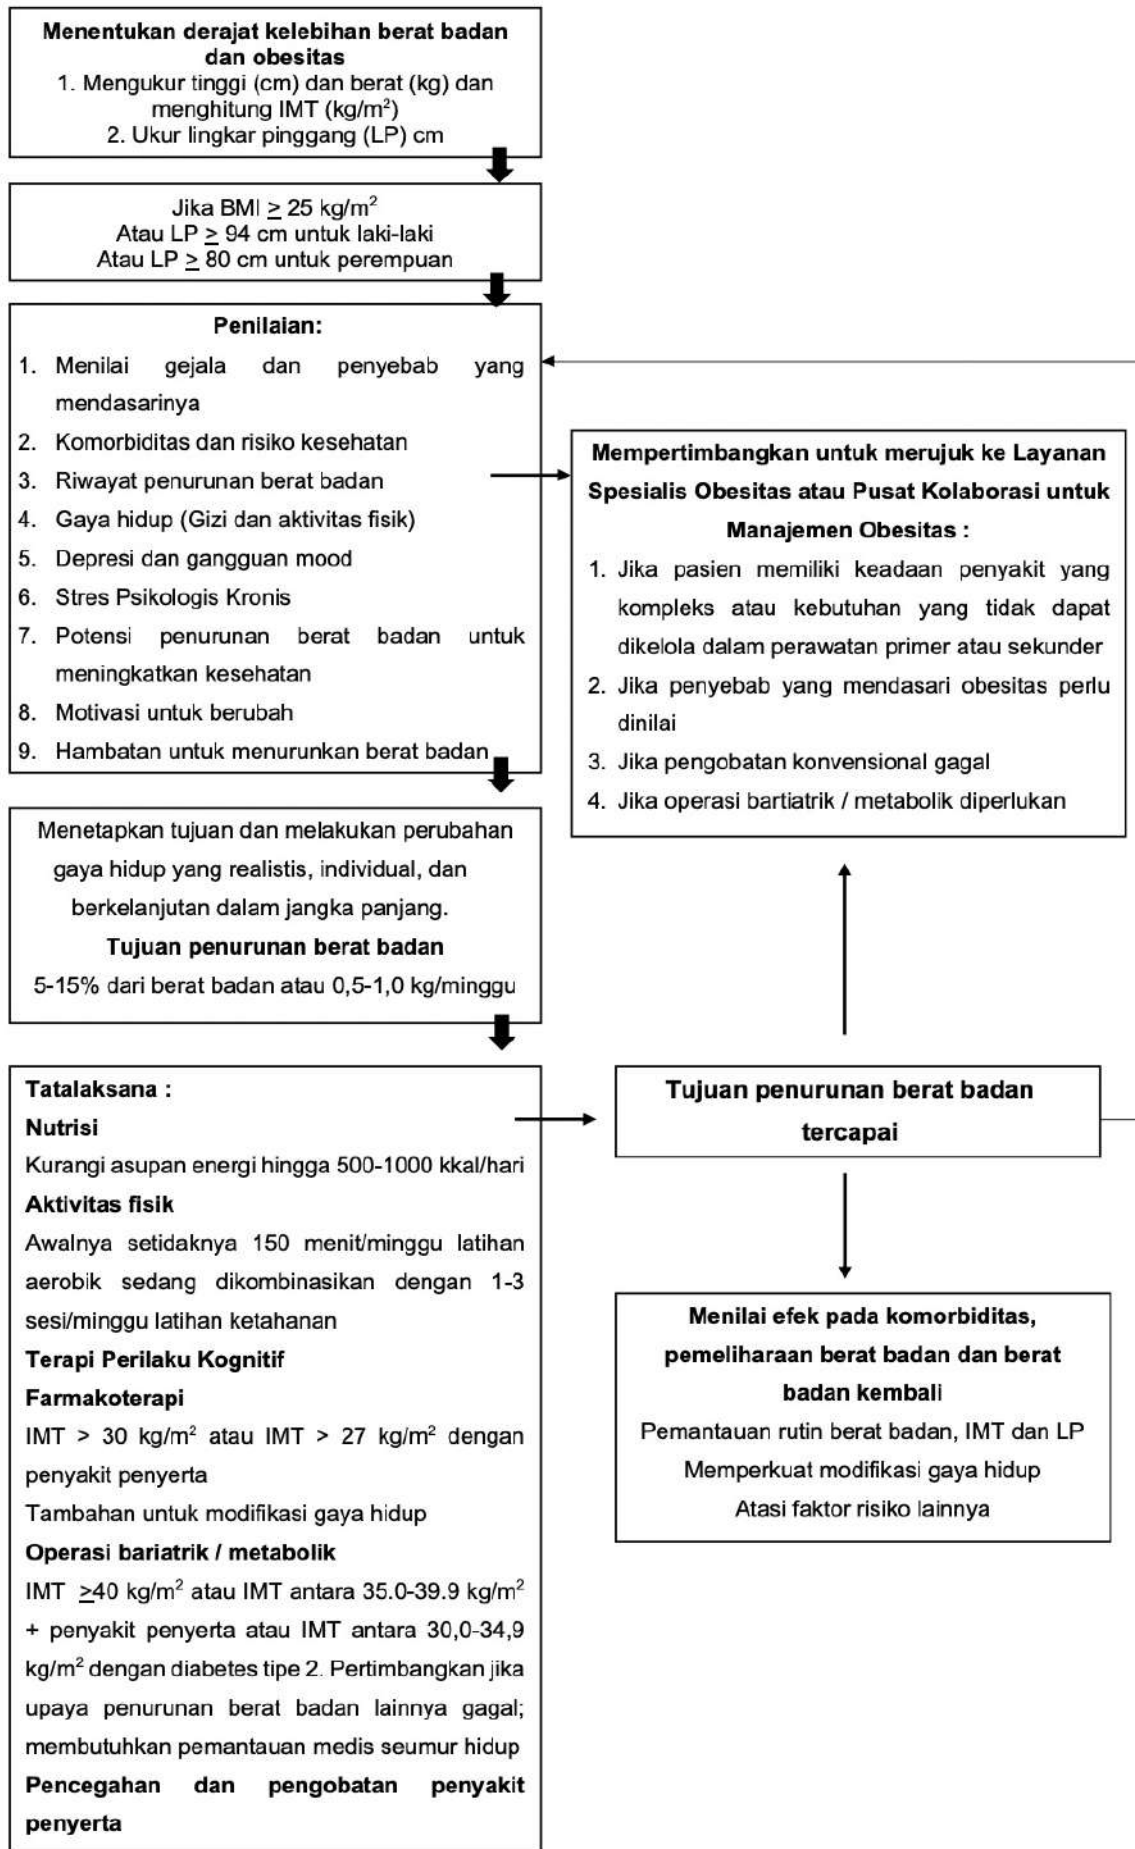 Menentukan derajat kelebihan berat badan
dan obesitas
1. Mengukur tinggi (cm) dan berat (kg) dan
menghitung IMT (kg/m²)
2. Ukur lingkar pinggang (LP) cm
Jika BMI ≥ 25 kg/m²
Atau LP ≥ 94 cm untuk laki-laki
Atau LP ≥ 80 cm untuk perempuan
Penilaian:
1. Menilai gejala dan penyebab yang
mendasarinya
2. Komorbiditas dan risiko kesehatan
3. Riwayat penurunan berat badan
4. Gaya hidup (Gizi dan aktivitas fisik)
5. Depresi dan gangguan mood
6. Stres Psikologis Kronis
7. Potensi penurunan berat badan untuk
meningkatkan kesehatan
8. Motivasi untuk berubah
9. Hambatan untuk menurunkan berat badan
Mempertimbangkan untuk merujuk ke Layanan
Spesialis Obesitas atau Pusat Kolaborasi untuk
Manajemen Obesitas :
1. Jika pasien memiliki keadaan penyakit yang
kompleks atau kebutuhan yang tidak dapat
dikelola dalam perawatan primer atau sekunder
2. Jika penyebab yang mendasari obesitas perlu
dinilai
3. Jika pengobatan konvensional gagal
4. Jika operasi bartiatrik / metabolik diperlukan
Menetapkan tujuan dan melakukan perubahan
gaya hidup yang realistis, individual, dan
berkelanjutan dalam jangka panjang.
Tujuan penurunan berat badan
5-15% dari berat badan atau 0,5-1,0 kg/minggu
Tatalaksana :
Nutrisi
Kurangi asupan energi hingga 500-1000 kkal/hari
Aktivitas fisik
Awalnya setidaknya 150 menit/minggu latihan
aerobik sedang dikombinasikan dengan 1-3
sesi/minggu latihan ketahanan
Terapi Perilaku Kognitif
Farmakoterapi
IMT > 30 kg/m² atau IMT > 27 kg/m² dengan
penyakit penyerta
Tambahan untuk modifikasi gaya hidup
Operasi bariatrik / metabolik
IMT ≥40 kg/m² atau IMT antara 35.0-39.9 kg/m²
+ penyakit penyerta atau IMT antara 30,0-34,9
kg/m² dengan diabetes tipe 2. Pertimbangkan jika
upaya penurunan berat badan lainnya gagal;
membutuhkan pemantauan medis seumur hidup
Pencegahan dan pengobatan penyakit
penyerta
Tujuan penurunan berat badan
tercapai
Menilai efek pada komorbiditas,
pemeliharaan berat badan dan berat
badan kembali
Pemantauan rutin berat badan, IMT dan LP
Memperkuat modifikasi gaya hidup
Atasi faktor risiko lainnya